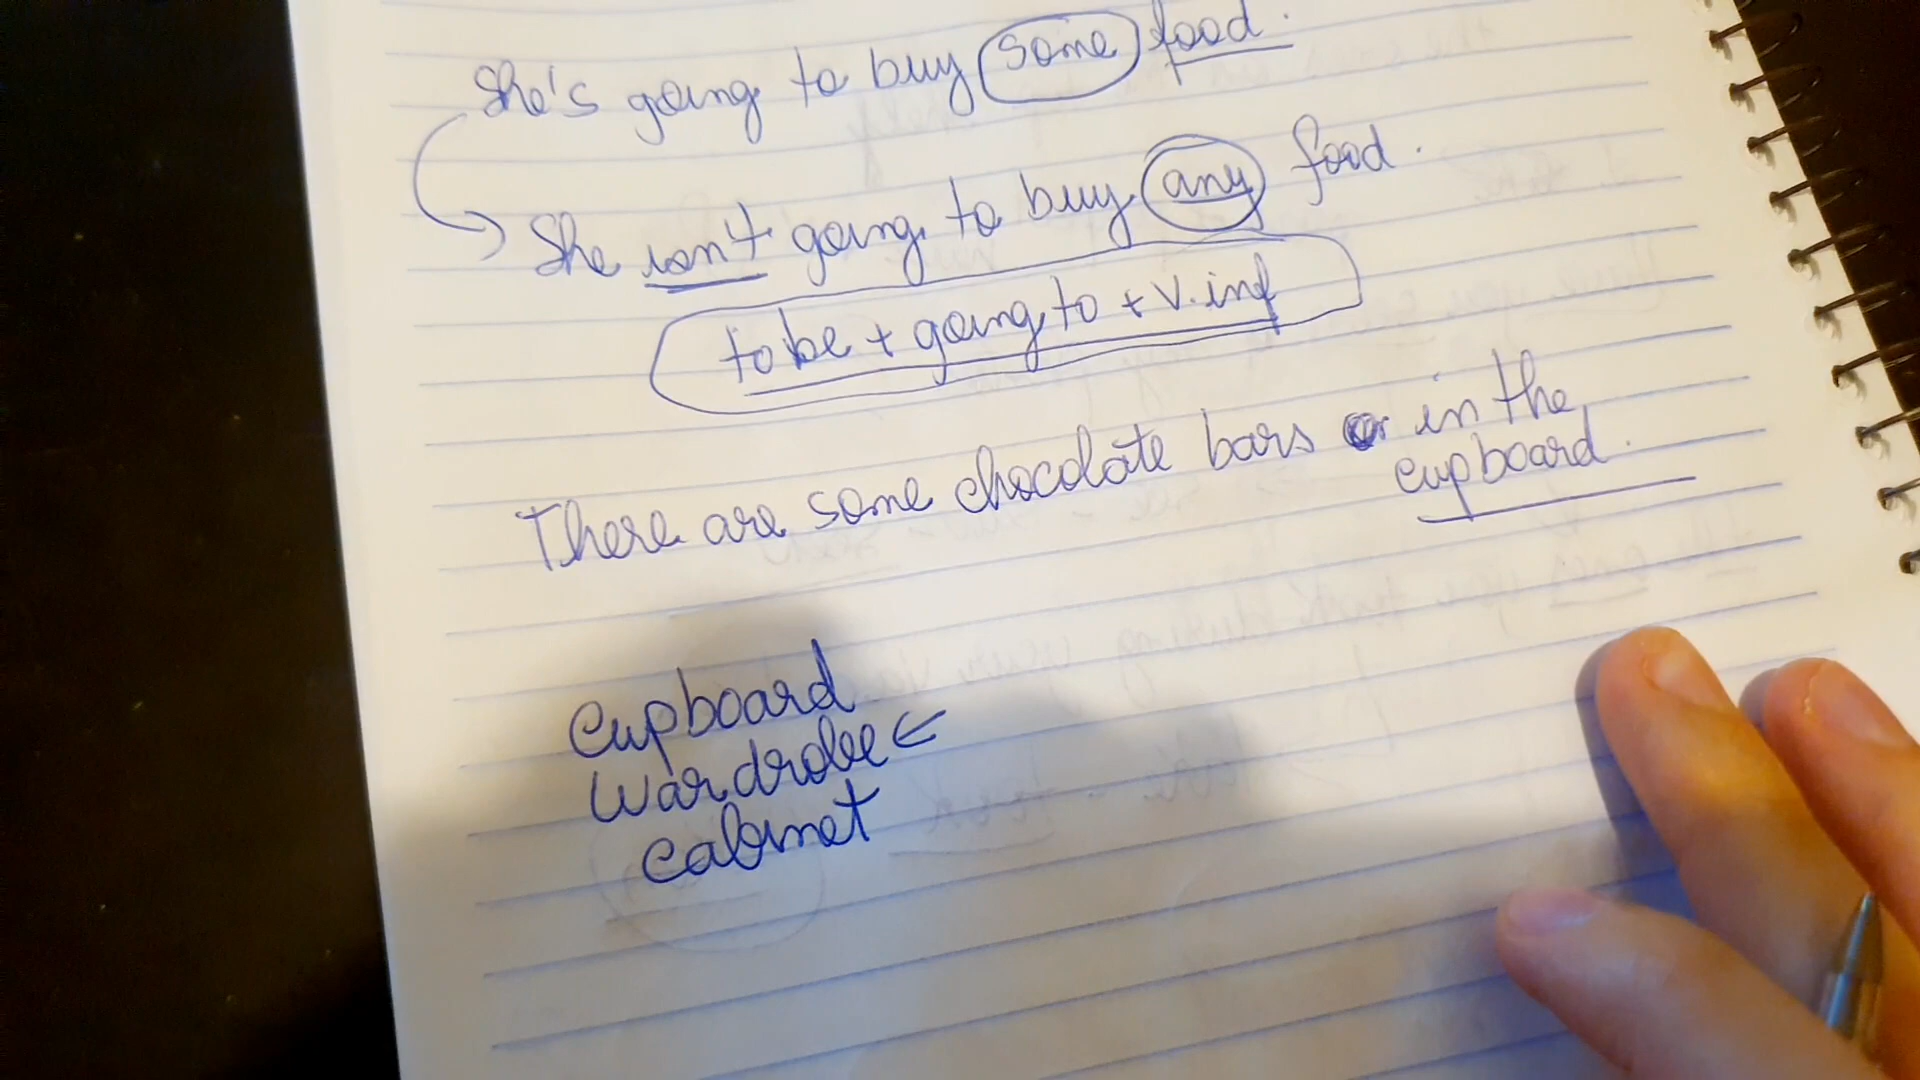 She's going to buy some food.
She isn't going to buy any food.
to be + going to + v. inf
There are some chocolate bars or in the
cupboard.
cupboard
wardrobe <
cabinet